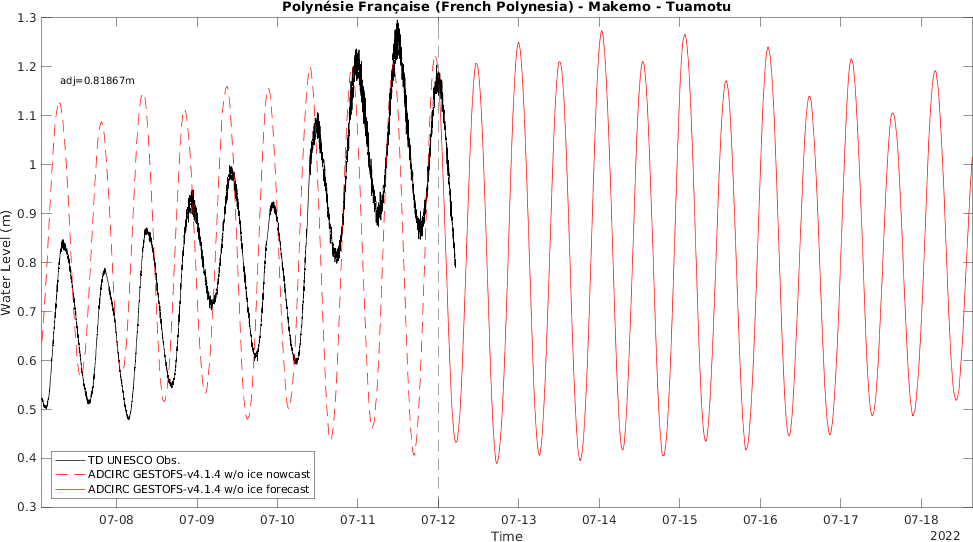 Polynésie Française (French Polynesia) - Makemo - Tuamotu
adj=0.81867m
Water Level (m)
1.3
1.2
1.1
1
0.9
0.8
0.7
0.6
0.5
0.4
0.3
TD UNESCO Obs.
ADCIRC GESTOFS-v4.1.4 w/o ice nowcast
ADCIRC GESTOFS-v4.1.4 w/o ice forecast
07-08 07-09 07-10 07-11 07-12 07-13 07-14 07-15 07-16 07-17 07-18
Time
2022